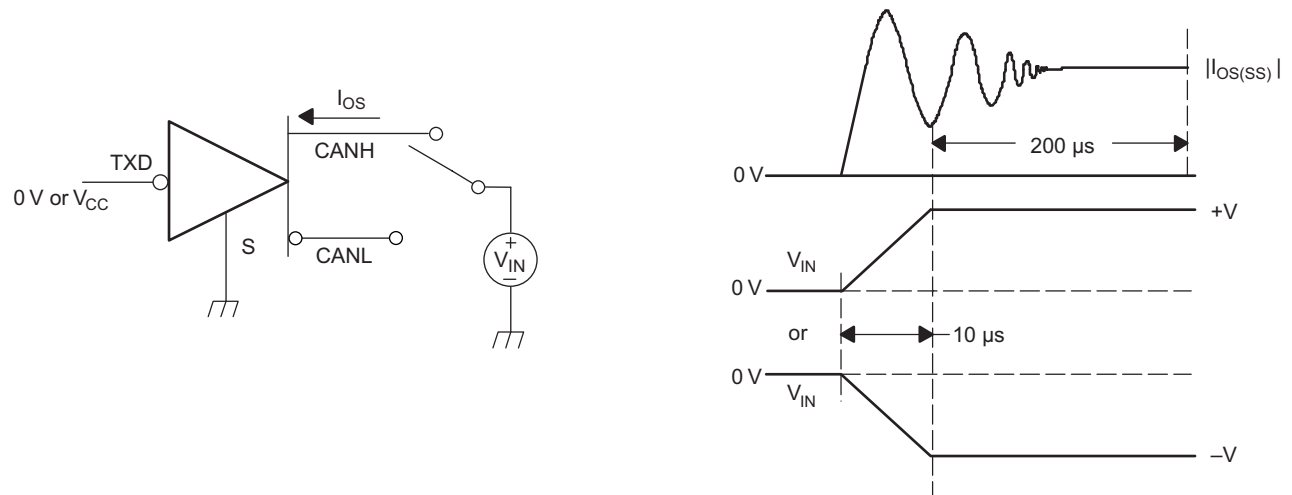 I_OS
CANH
TXD
0 V or V_CC
S
CANL
+
V_IN
–
|I_OS(SS)|
200 µs
0 V
+V
V_IN
0 V
or
10 µs
0 V
V_IN
–V